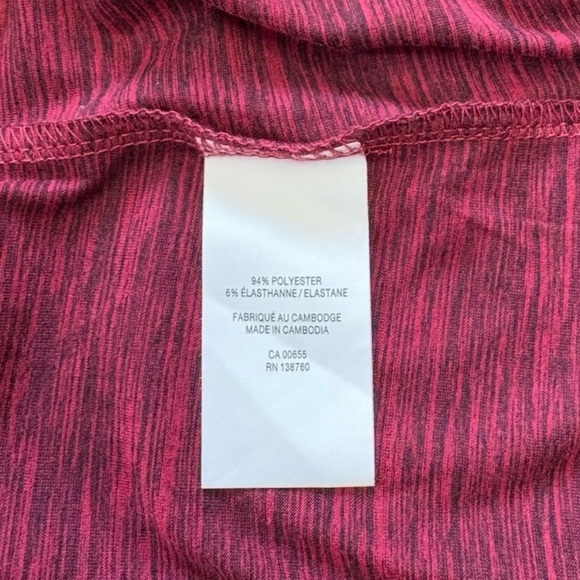 94% POLYESTER
6% ÉLASTHANNE / ELASTANE
FABRIQUÉ AU CAMBODGE
MADE IN CAMBODIA
CA 00655
RN 138760